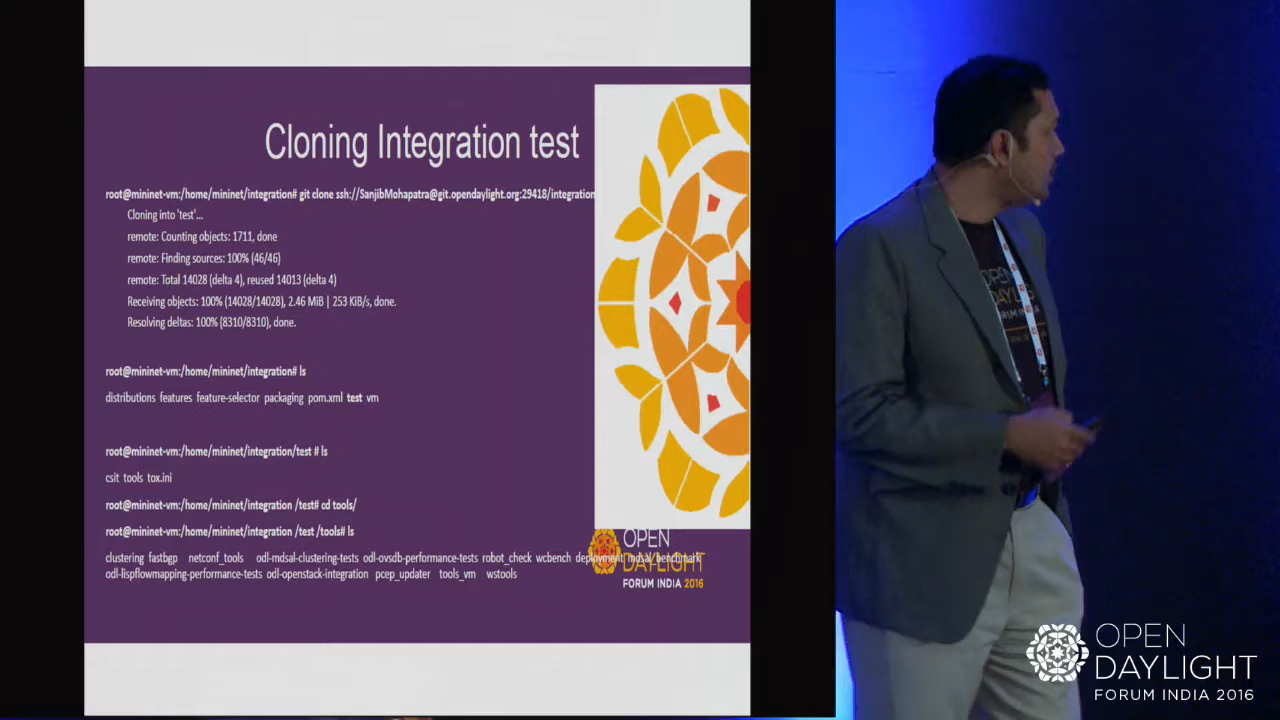 Cloning Integration test
root@mininet-vm:/home/mininet/integration# git clone ssh://SanjibMohapatra@git.opendaylight.org:29418/integration
Cloning into 'test'...
remote: Counting objects: 1711, done
remote: Finding sources: 100% (46/46)
remote: Total 14028 (delta 4), reused 14013 (delta 4)
Receiving objects: 100% (14028/14028), 2.46 MiB | 253 KiB/s, done.
Resolving deltas: 100% (8310/8310), done.
root@mininet-vm:/home/mininet/integration# ls
distributions features feature-selector packaging pom.xml test vm
root@mininet-vm:/home/mininet/integration/test # ls
csit tools tox.ini
root@mininet-vm:/home/mininet/integration /test# cd tools/
root@mininet-vm:/home/mininet/integration /test /tools# ls
clustering fastbgp netconf_tools odl-mdsal-clustering-tests odl-ovsdb-performance-tests robot_check wcbench deployment mdsal_benchmark
odl-lispflowmapping-performance-tests odl-openstack-integration pcep_updater tools_vm wstools
OPEN
DAYLIGHT
FORUM INDIA 2016
OPEN
DAYLIGHT
FORUM INDIA
OPEN
DAYLIGHT
FORUM INDIA 2016